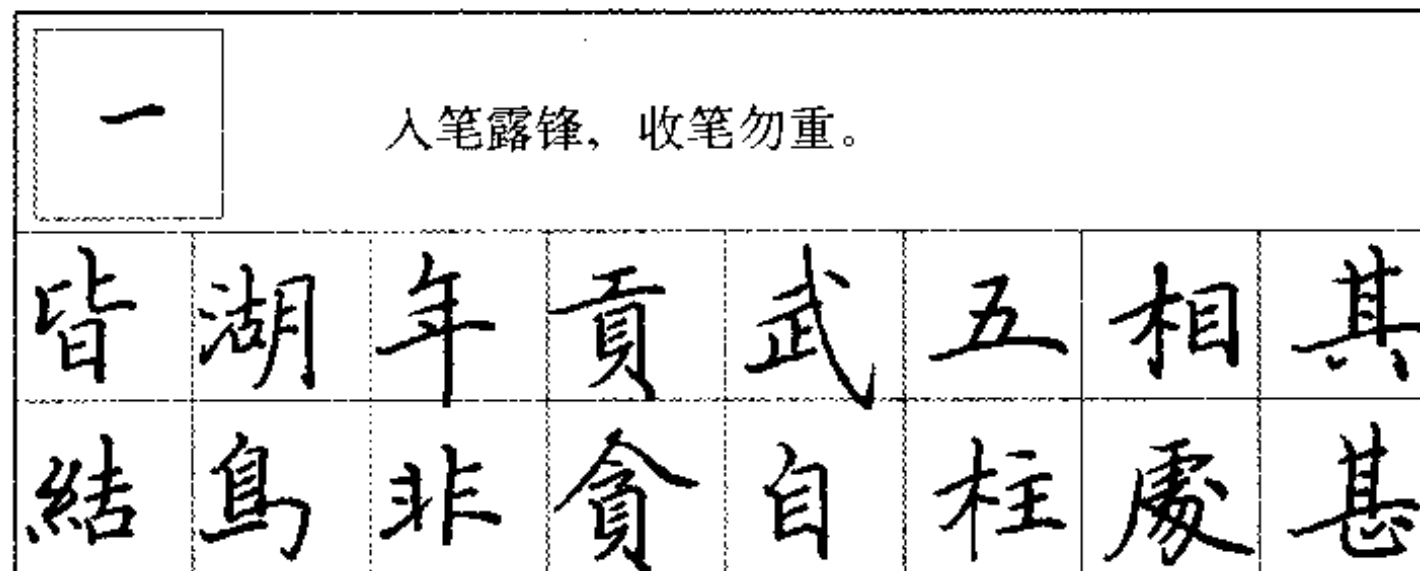 一
入笔露锋，收笔勿重。
皆湖年貢武五相其
結鳥非貪自柱處甚